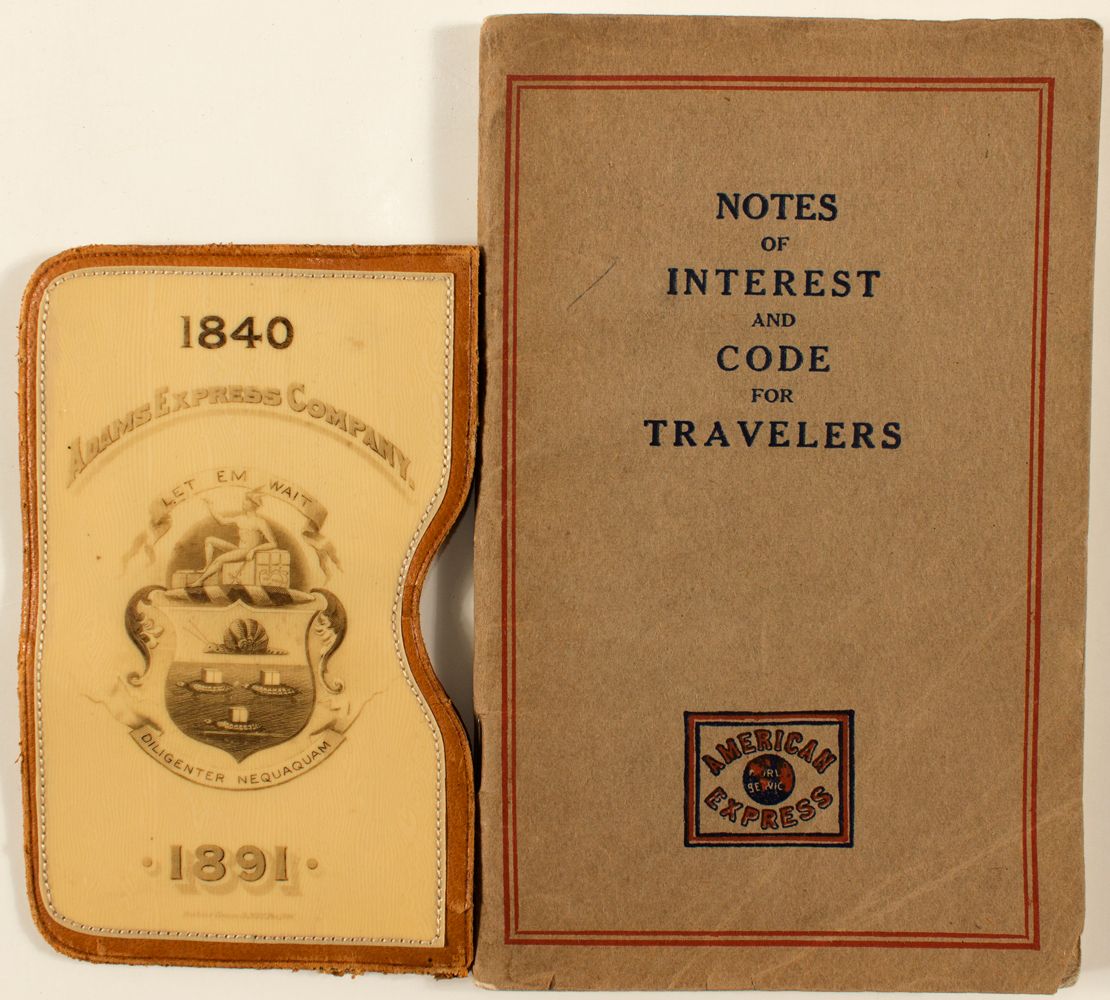 1840
ADAMS EXPRESS COMPANY.
LET EM WAIT
DILIGENTER NEQUAQUAM
· 1891 ·
NOTES
OF
INTEREST
AND
CODE
FOR
TRAVELERS
AMERICAN
EXPRESS